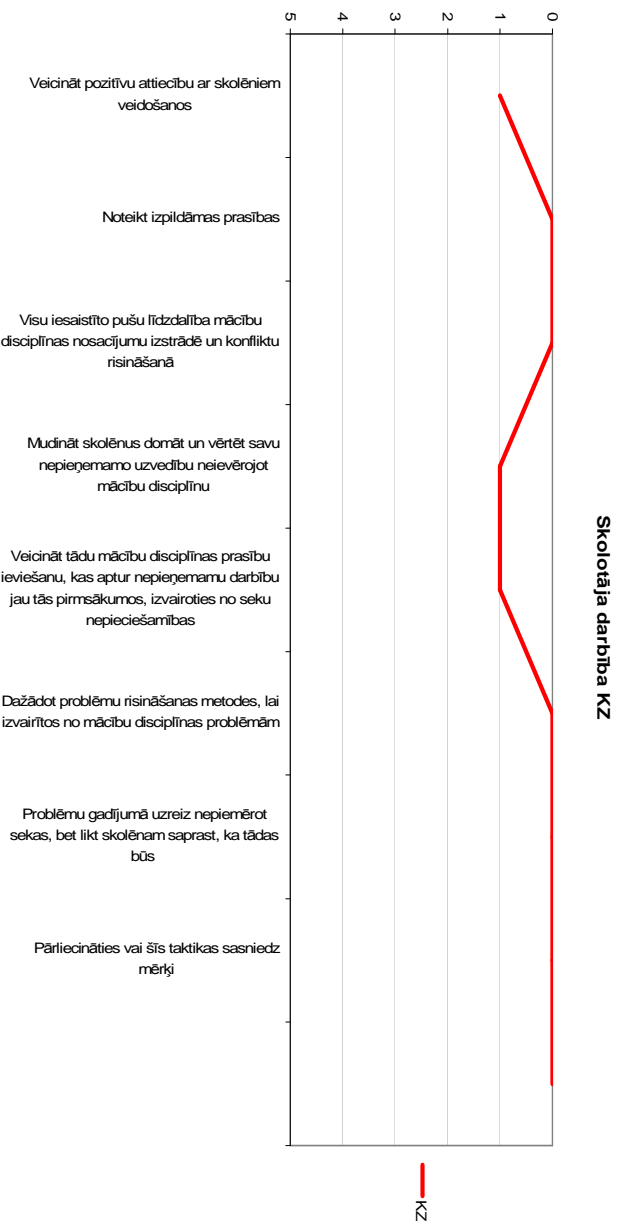 Skolotāja darbība KZ
0
1
2
3
4
5
Veicināt pozitīvu attiecību ar skolēniem
veidošanos
Noteikt izpildāmas prasības
Visu iesaistīto pušu līdzdalība mācību
disciplīnas nosacījumu izstrādē un konfliktu
risināšanā
Mudināt skolēnus domāt un vērtēt savu
nepieņemamo uzvedību neievērojot
mācību disciplīnu
Veicināt tādu mācību disciplīnas prasību
ieviešanu, kas aptur nepieņemamu darbību
jau tās pirmsākumos, izvairoties no seku
nepieciešamības
Dažādot problēmu risināšanas metodes, lai
izvairītos no mācību disciplīnas problēmām
Problēmu gadījumā uzreiz nepiemērot
sekas, bet likt skolēnam saprast, ka tādas
būs
Pārliecināties vai šīs taktikas sasniedz
mērķi
KZ